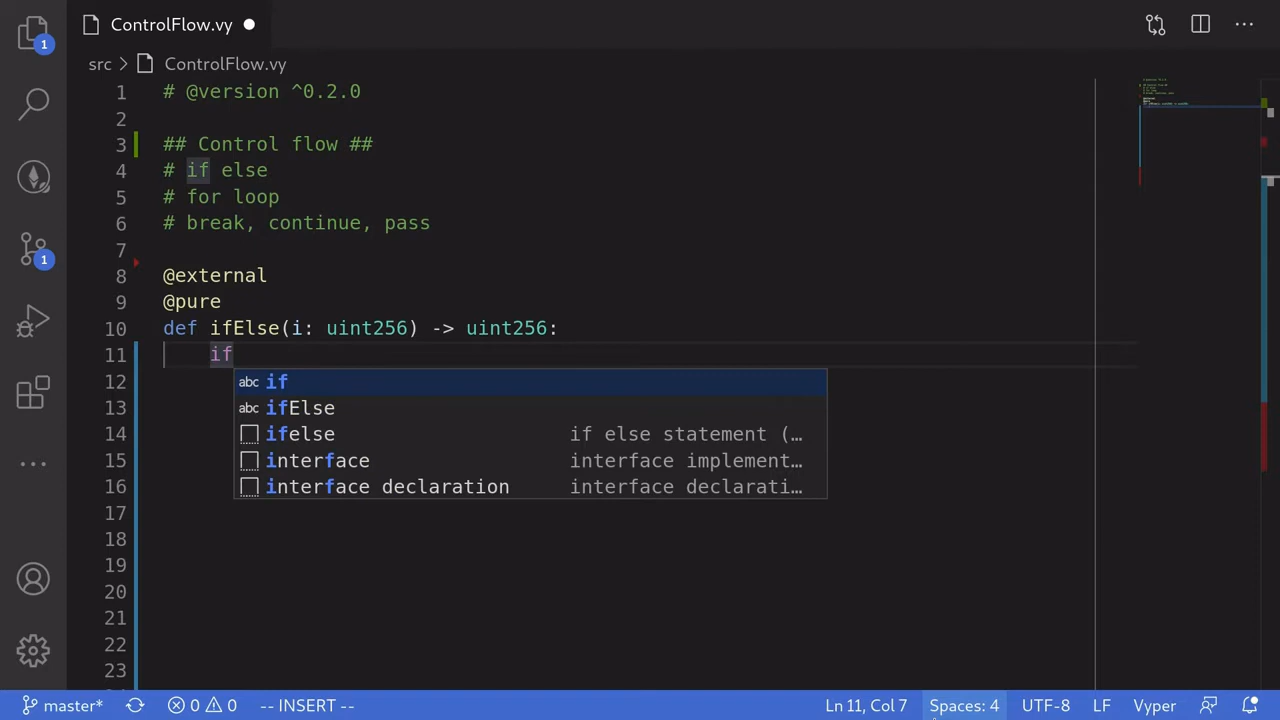 ControlFlow.vy
src > ControlFlow.vy
1 # @version ^0.2.0
2
3 ## Control flow ##
4 # if else
5 # for loop
6 # break, continue, pass
7
8 @external
9 @pure
10 def ifElse(i: uint256) -> uint256:
11 if
12 abc if
13 abc ifElse
14 ifelse if else statement (…
15 interface interface implement…
16 interface declaration interface declarati…
17
18
19
20
21
22
23
1
1
master* 0 0 -- INSERT -- Ln 11, Col 7 Spaces: 4 UTF-8 LF Vyper